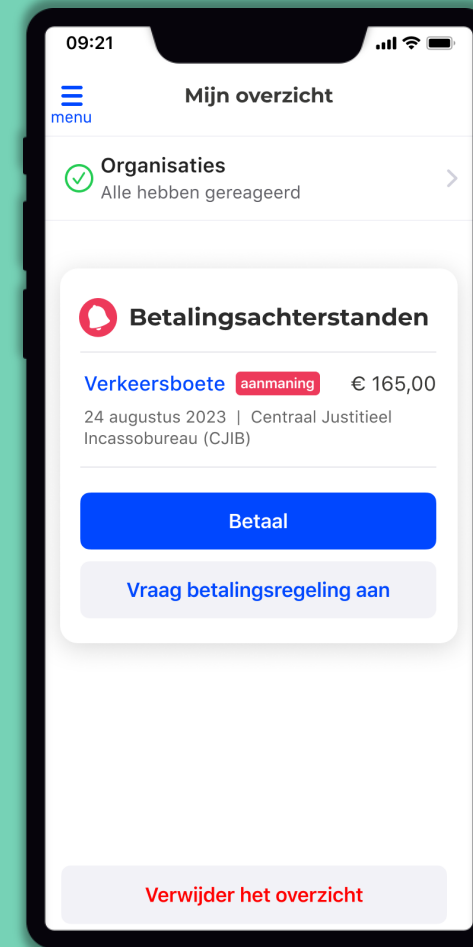 09:21
menu
Mijn overzicht
Organisaties
Alle hebben gereageerd
Betalingsachterstanden
Verkeersboete aanmaning € 165,00
24 augustus 2023 | Centraal Justitieel
Incassobureau (CJIB)
Betaal
Vraag betalingsregeling aan
Verwijder het overzicht